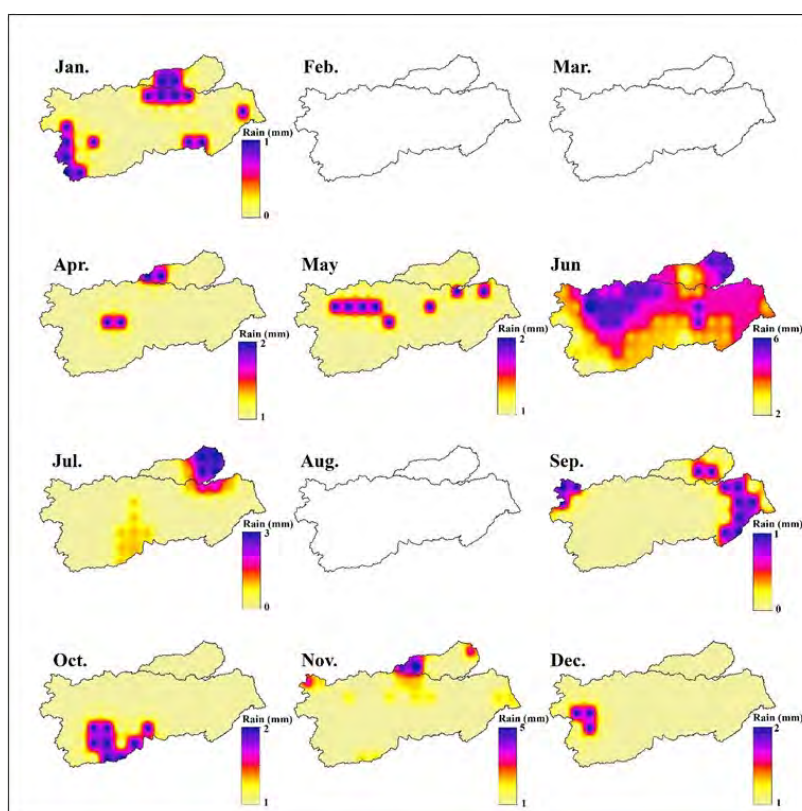 Jan.
Feb.
Mar.
Rain (mm)
1
0
Apr.
May
Jun
Rain (mm)
2
1
Rain (mm)
2
1
Rain (mm)
6
2
Jul.
Aug.
Sep.
Rain (mm)
3
0
Rain (mm)
1
0
Oct.
Nov.
Dec.
Rain (mm)
2
1
Rain (mm)
5
1
Rain (mm)
2
1